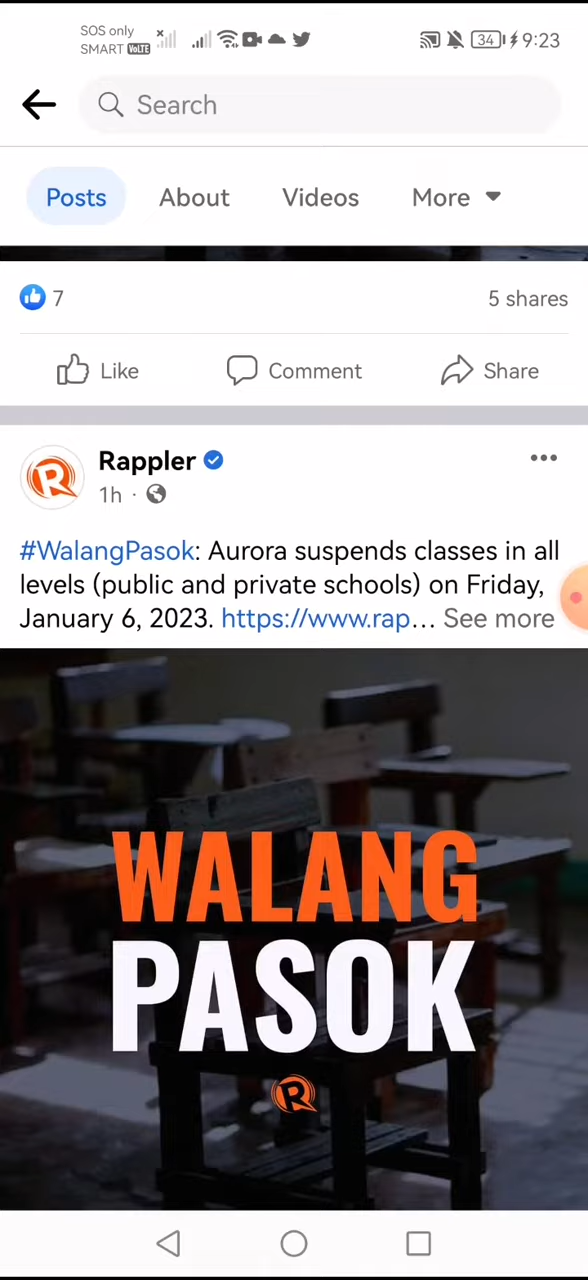 SOS only
SMART VoLTE
34 9:23
Search
Posts About Videos More
7 5 shares
Like Comment Share
Rappler
1h ·
#WalangPasok: Aurora suspends classes in all
levels (public and private schools) on Friday,
January 6, 2023. https://www.rap... See more
WALANG
PASOK
R